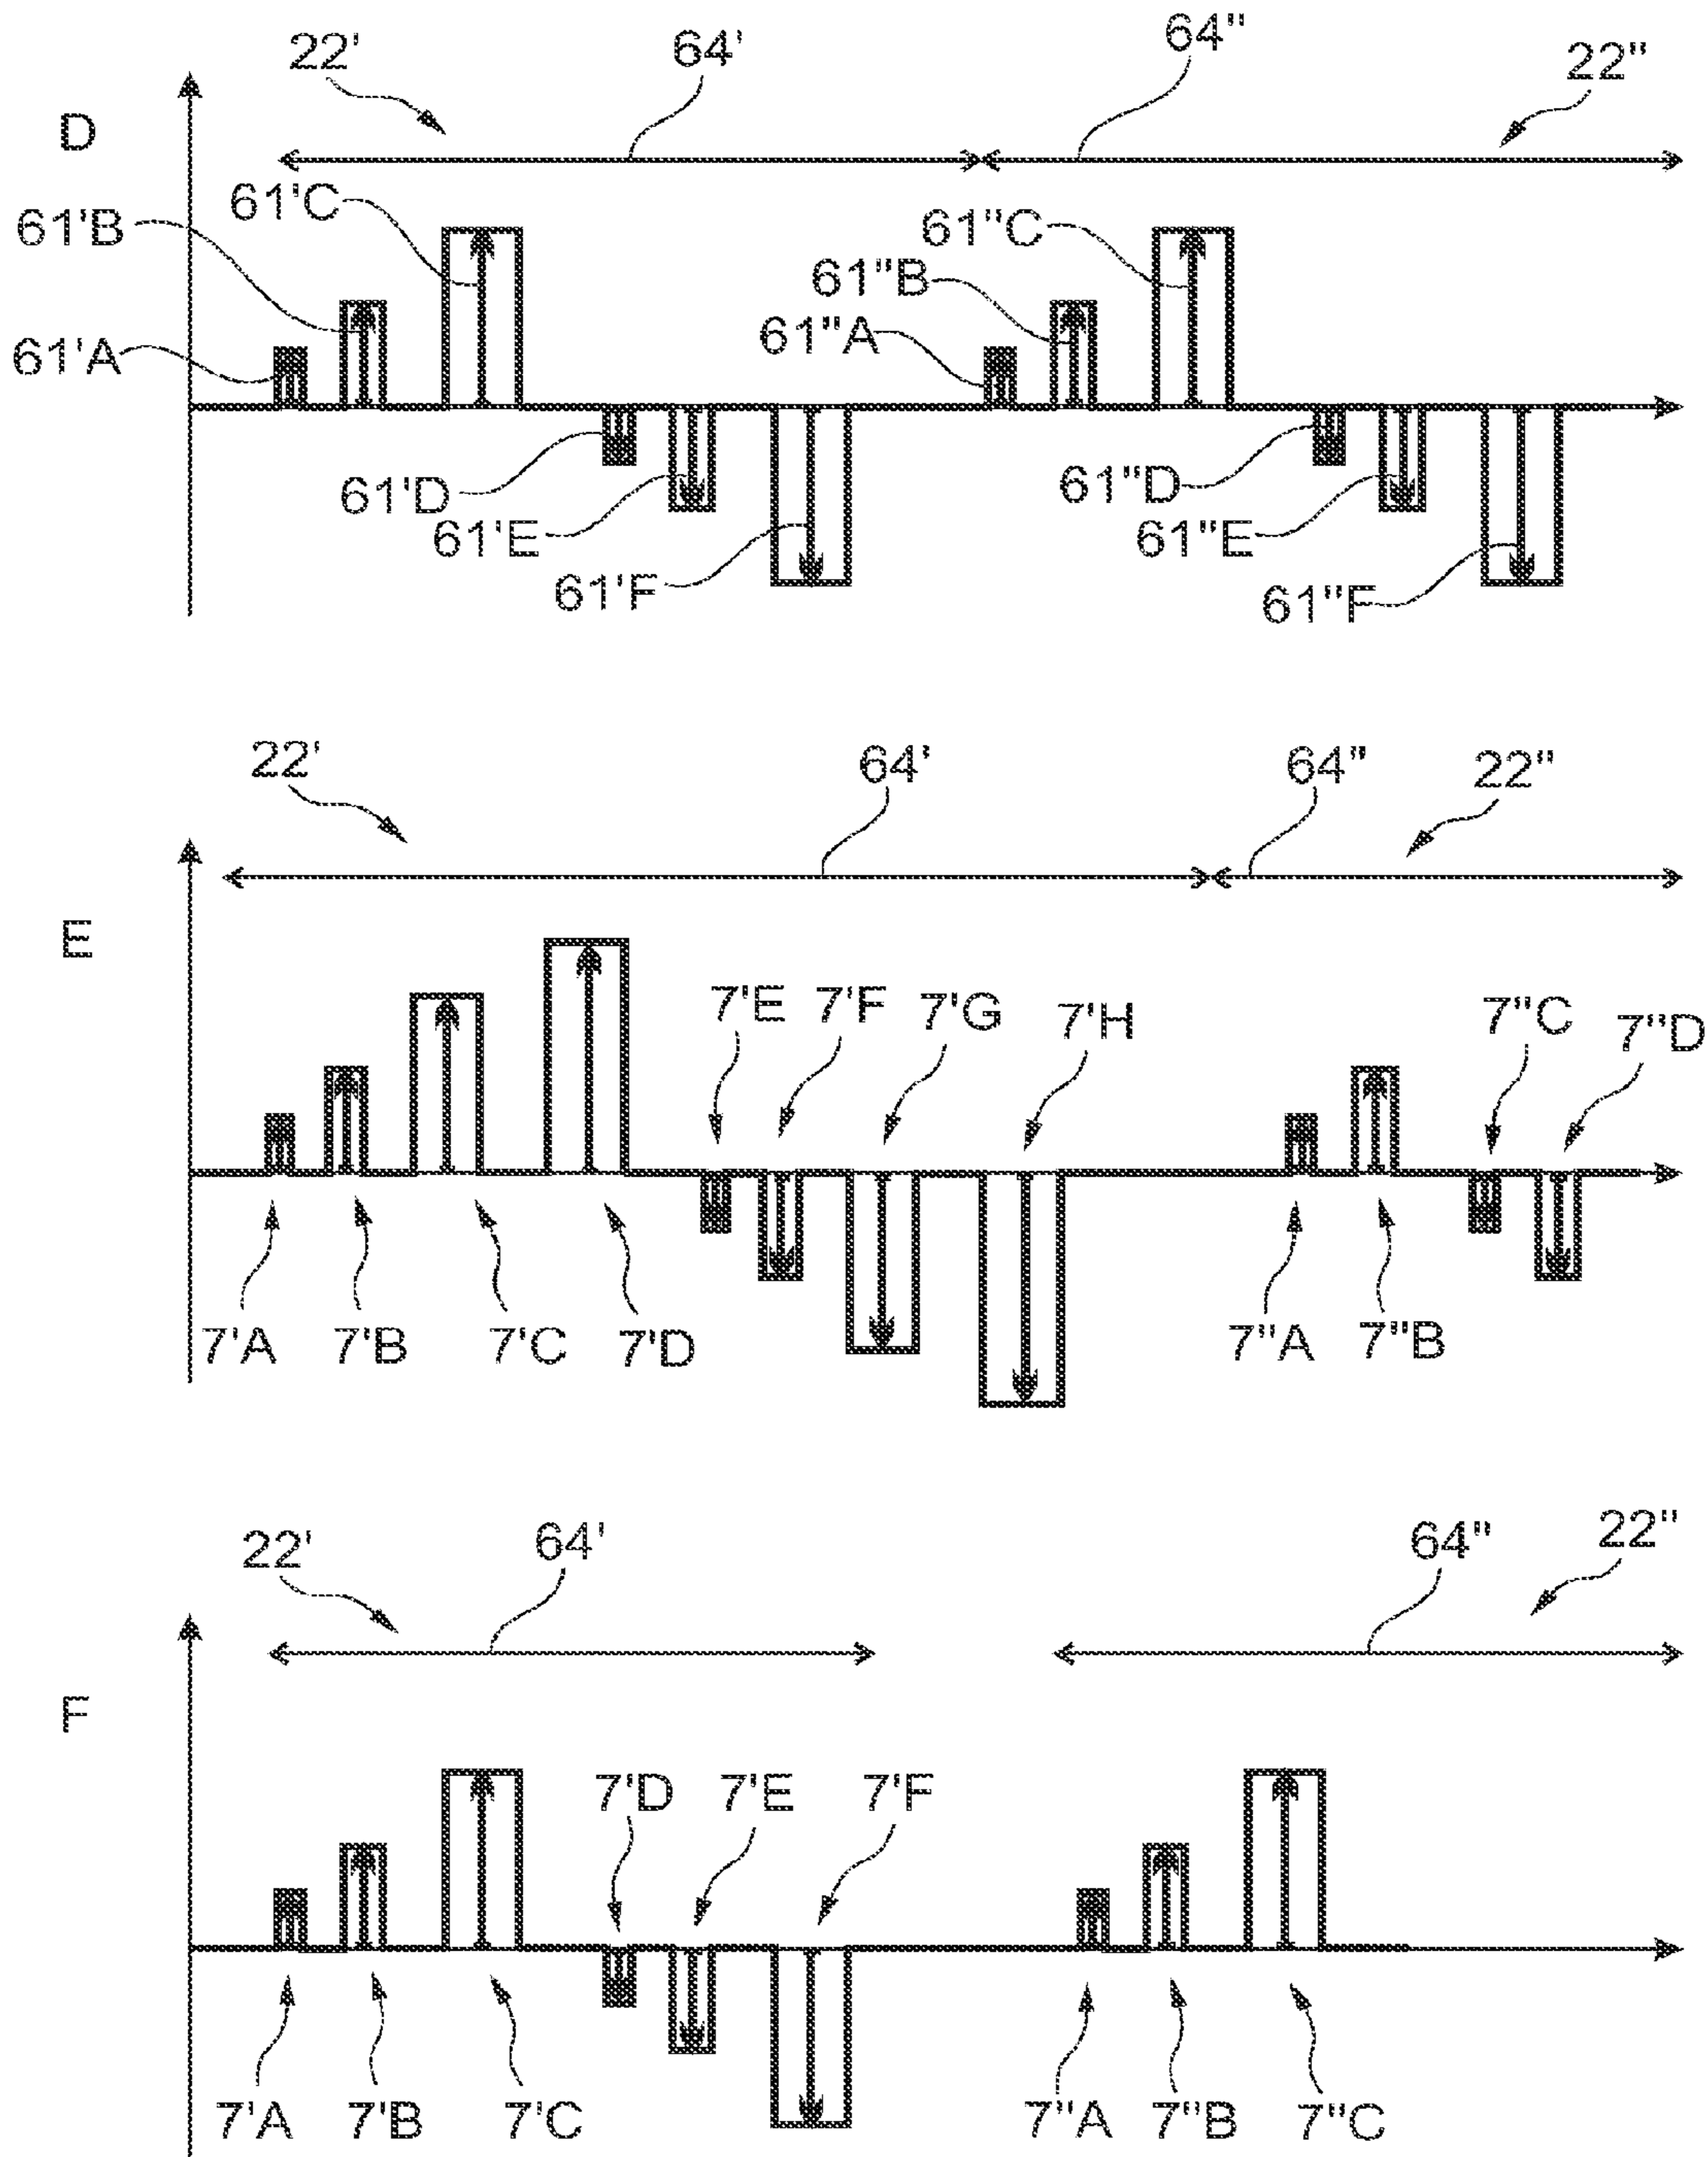 22' 64' 64" 22"
D
61'C
61'B 61"C
61"B
61'A 61"A
61'D 61"D
61'E 61"E
61'F 61"F
22' 64' 64" 22"
E
7'E 7'F 7'G 7'H 7"C 7"D
7'A 7'B 7'C 7'D 7"A 7"B
22' 64' 64" 22"
F
7'D 7'E 7'F
7'A 7'B 7'C 7"A 7"B 7"C